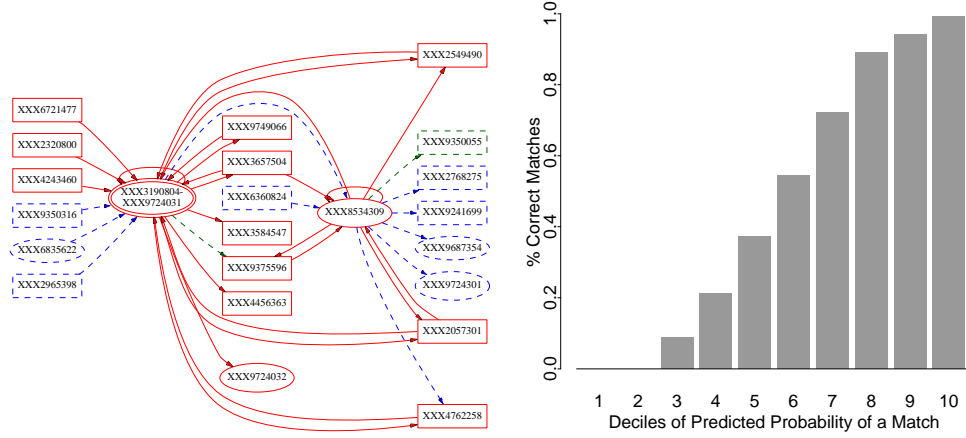 XXX6721477
XXX2320800
XXX4243460
XXX9350316
XXX6835622
XXX2965398
XXX3190804-
XXX9724031
XXX9749066
XXX3657504
XXX6360824
XXX3584547
XXX9375596
XXX4456363
XXX9724032
XXX8534309
XXX2549490
XXX9350055
XXX2768275
XXX9241699
XXX9687354
XXX9724301
XXX2057301
XXX4762258
% Correct Matches
1.0
0.8
0.6
0.4
0.2
0.0
1 2 3 4 5 6 7 8 9 10
Deciles of Predicted Probability of a Match